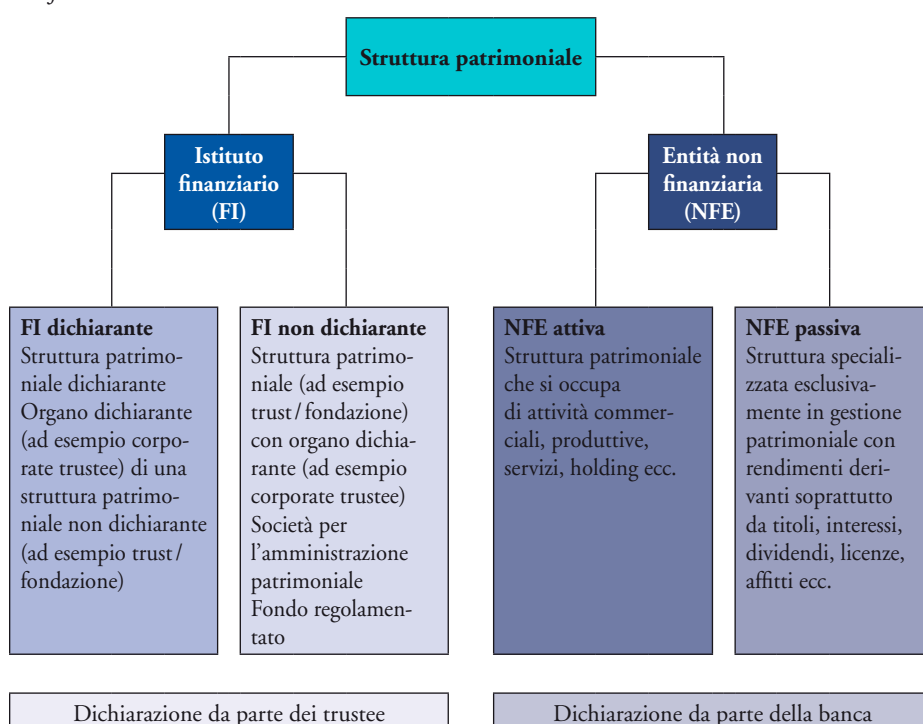 Struttura patrimoniale
Istituto
finanziario
(FI)
Entità non
finanziaria
(NFE)
FI dichiarante
Struttura patrimo-
niale dichiarante
Organo dichiarante
(ad esempio corpo-
rate trustee) di una
struttura patrimo-
niale non dichiarante
(ad esempio trust/
fondazione)
FI non dichiarante
Struttura patrimo-
niale (ad esempio
trust/fondazione)
con organo dichia-
rante (ad esempio
corporate trustee)
Società per
l'amministrazione
patrimoniale
Fondo regolamen-
tato
NFE attiva
Struttura patrimoniale
che si occupa
di attività commer-
ciali, produttive,
servizi, holding ecc.
NFE passiva
Struttura speciali-
zzata esclusiva-
mente in gestione
patrimoniale con
rendimenti deri-
vanti soprattutto
da titoli, interessi,
dividendi, licenze,
affitti ecc.
Dichiarazione da parte dei trustee
Dichiarazione da parte della banca